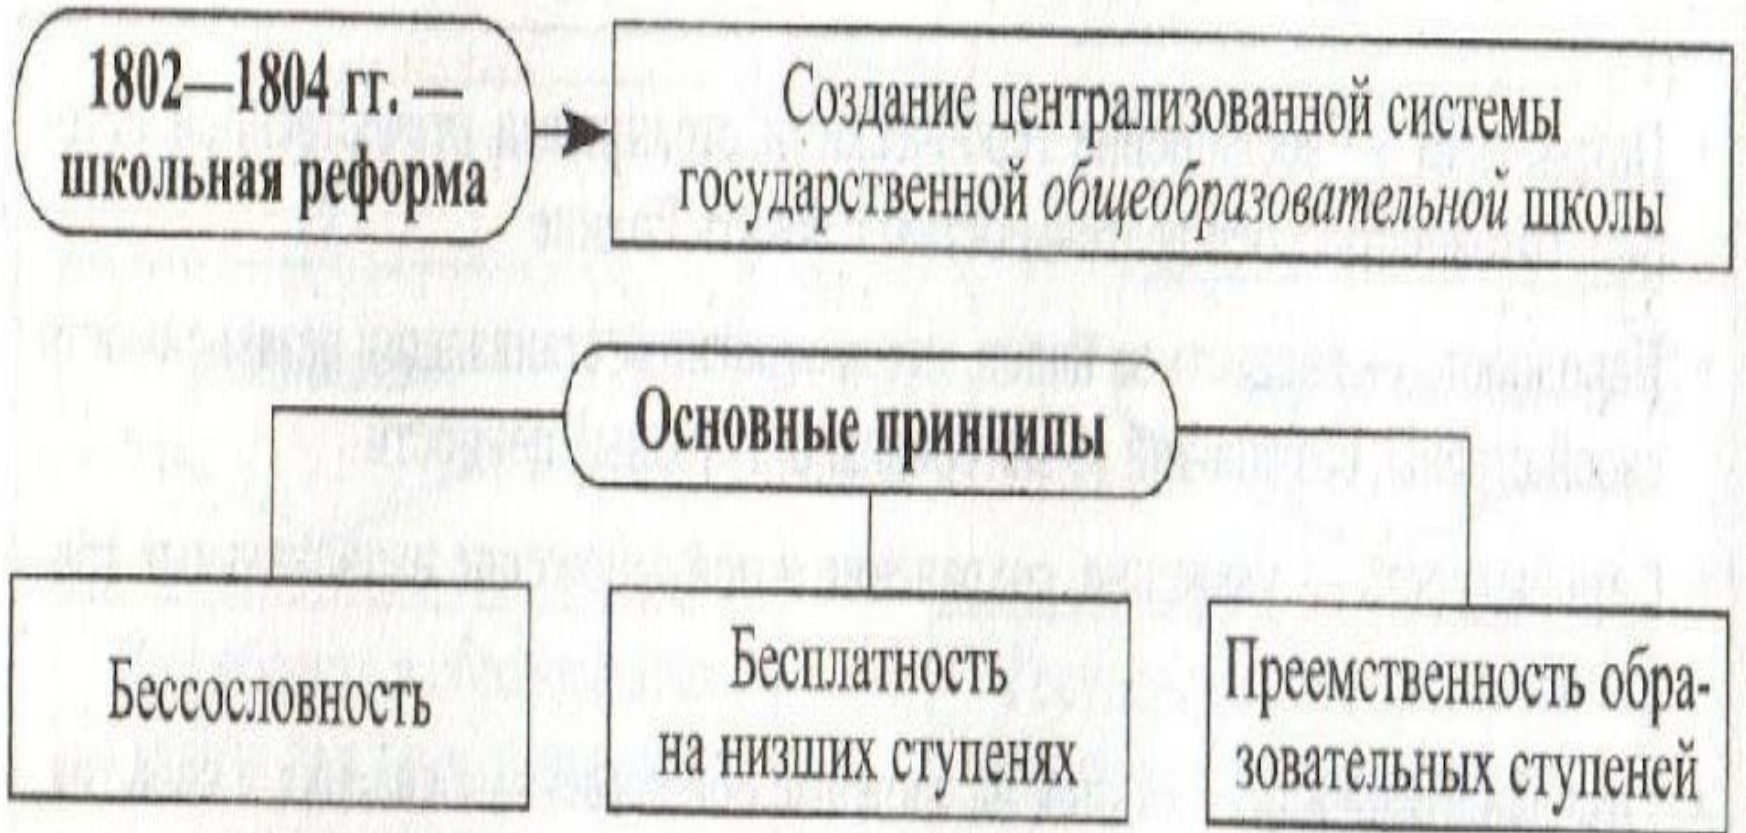 1802—1804 гг. —
школьная реформа
Создание централизованной системы
государственной общеобразовательной школы
Основные принципы
Бессословность
Бесплатность
на низших ступенях
Преемственность обра-
зовательных ступеней